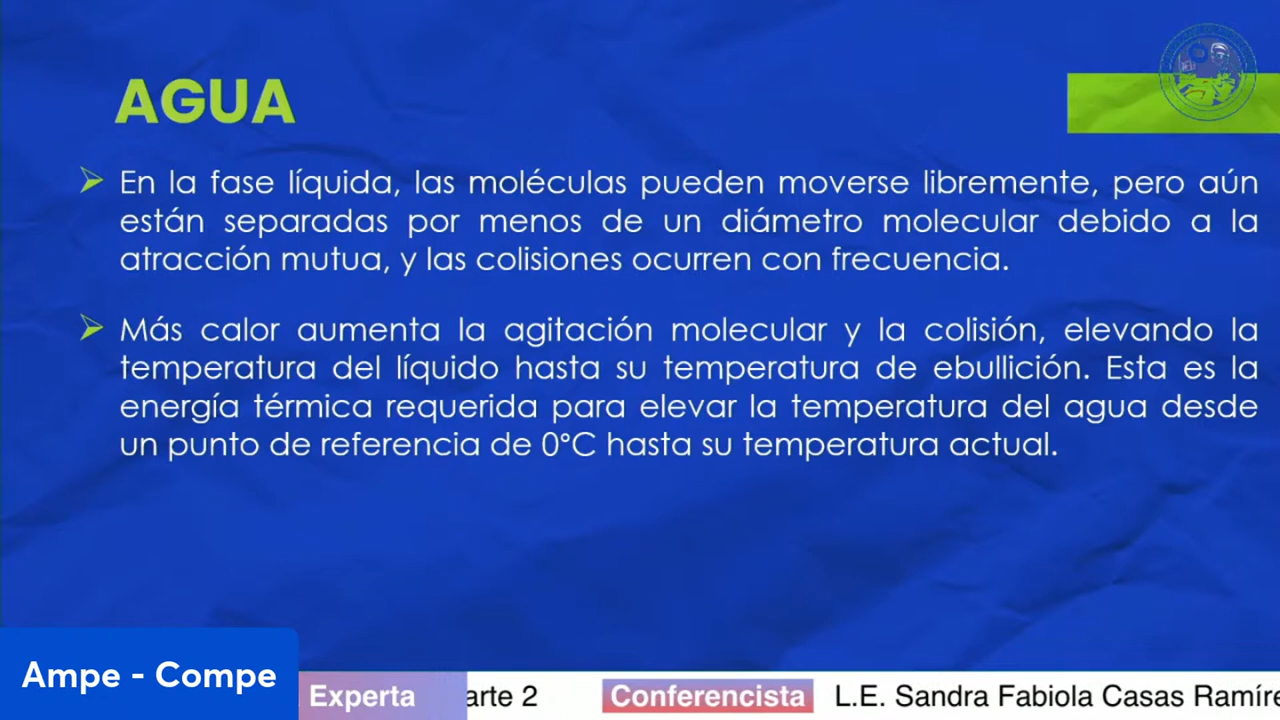 AGUA
En la fase líquida, las moléculas pueden moverse libremente, pero aún
están separadas por menos de un diámetro molecular debido a la
atracción mutua, y las colisiones ocurren con frecuencia.
Más calor aumenta la agitación molecular y la colisión, elevando la
temperatura del líquido hasta su temperatura de ebullición. Esta es la
energía térmica requerida para elevar la temperatura del agua desde
un punto de referencia de 0°C hasta su temperatura actual.
Ampe - Compe
Experta arte 2 Conferencista L.E. Sandra Fabiola Casas Ramíre